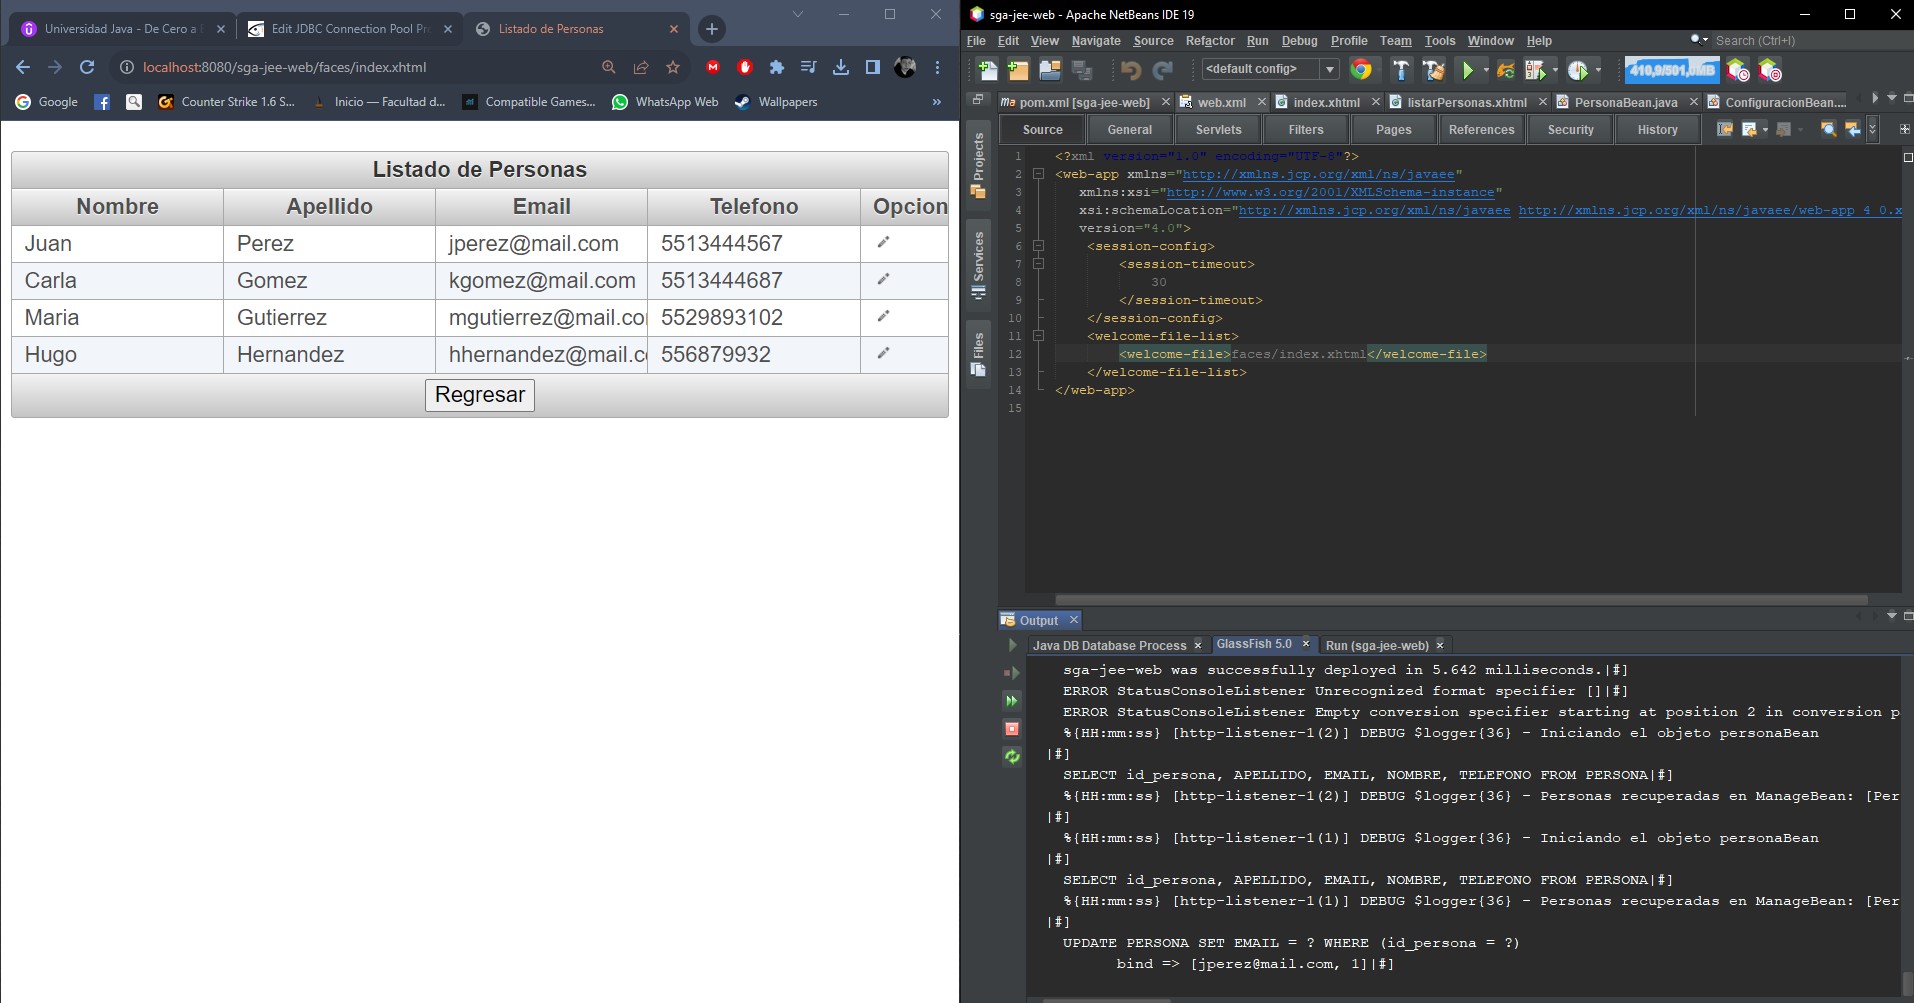 Universidad Java - De Cero a E
Edit JDBC Connection Pool Pro
Listado de Personas
localhost:8080/sga-jee-web/faces/index.xhtml
Google
Counter Strike 1.6 S...
Inicio — Facultad d...
Compatible Games...
WhatsApp Web
Wallpapers
»
Listado de Personas
Nombre Apellido Email Telefono Opcion
Juan Perez jperez@mail.com 5513444567
Carla Gomez kgomez@mail.com 5513444687
Maria Gutierrez mgutierrez@mail.co 5529893102
Hugo Hernandez hhernandez@mail.c 556879932
Regresar
sga-jee-web - Apache NetBeans IDE 19
File Edit View Navigate Source Refactor Run Debug Profile Team Tools Window Help
Search (Ctrl+I)
<default config>
410,9/501,0MB
pom.xml [sga-jee-web]
web.xml
index.xhtml
listarPersonas.xhtml
PersonaBean.java
ConfiguracionBean....
Source General Servlets Filters Pages References Security History
Projects
Services
Files
1 <?xml version="1.0" encoding="UTF-8"?>
2 <web-app xmlns="http://xmlns.jcp.org/xml/ns/javaee"
3 xmlns:xsi="http://www.w3.org/2001/XMLSchema-instance"
4 xsi:schemaLocation="http://xmlns.jcp.org/xml/ns/javaee http://xmlns.jcp.org/xml/ns/javaee/web-app_4_0.x
5 version="4.0">
6 <session-config>
7 <session-timeout>
8 30
9 </session-timeout>
10 </session-config>
11 <welcome-file-list>
12 <welcome-file>faces/index.xhtml</welcome-file>
13 </welcome-file-list>
14 </web-app>
15
Output
Java DB Database Process
GlassFish 5.0
Run (sga-jee-web)
sga-jee-web was successfully deployed in 5.642 milliseconds.|#]
ERROR StatusConsoleListener Unrecognized format specifier []|#]
ERROR StatusConsoleListener Empty conversion specifier starting at position 2 in conversion p
%{HH:mm:ss} [http-listener-1(2)] DEBUG $logger{36} - Iniciando el objeto personaBean
|#]
SELECT id_persona, APELLIDO, EMAIL, NOMBRE, TELEFONO FROM PERSONA|#]
%{HH:mm:ss} [http-listener-1(2)] DEBUG $logger{36} - Personas recuperadas en ManageBean: [Per
|#]
%{HH:mm:ss} [http-listener-1(1)] DEBUG $logger{36} - Iniciando el objeto personaBean
|#]
SELECT id_persona, APELLIDO, EMAIL, NOMBRE, TELEFONO FROM PERSONA|#]
%{HH:mm:ss} [http-listener-1(1)] DEBUG $logger{36} - Personas recuperadas en ManageBean: [Per
|#]
UPDATE PERSONA SET EMAIL = ? WHERE (id_persona = ?)
bind => [jperez@mail.com, 1]|#]